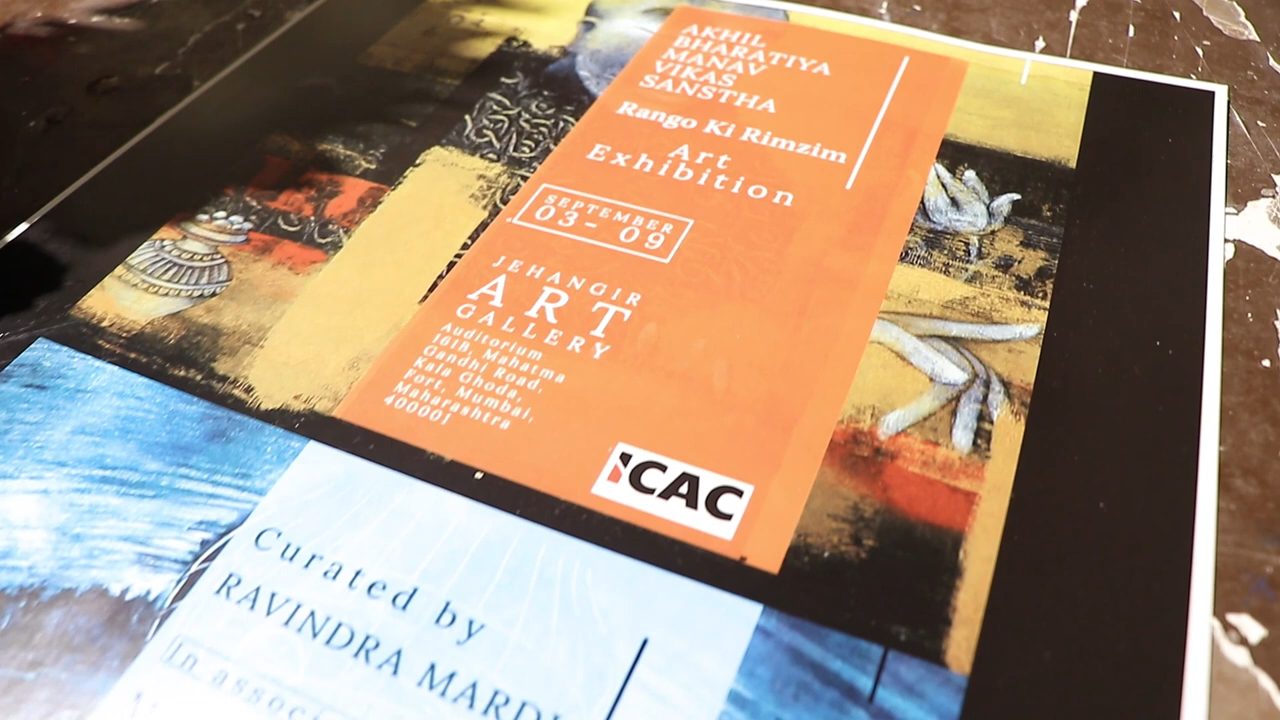 AKHIL
BHARATIYA
MANAV
VIKAS
SANSTHA
Rango Ki Rimzim
Art
Exhibition
SEPTEMBER
03- 09
JEHANGIR
ART
GALLERY
Auditorium
161B, Mahatma
Gandhi Road,
Kala Ghoda,
Fort, Mumbai,
Maharashtra
400001
iCAC
Curated by
RAVINDRA
In